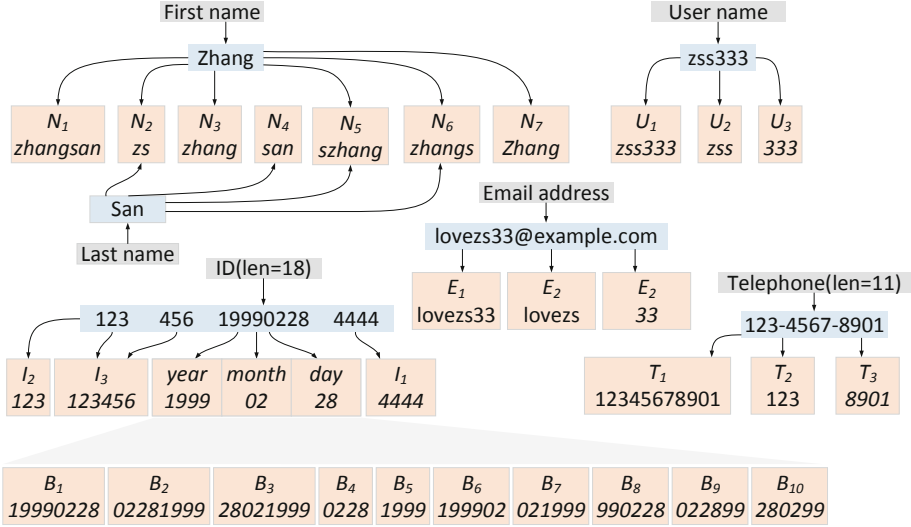 First name
Zhang
N1 N2 N3 N4 N5 N6 N7
zhangsan zs zhang san szhang zhangs Zhang
San
Last name
User name
zss333
U1 U2 U3
zss333 zss 333
Email address
lovezs33@example.com
E1 E2 E2
lovezs33 lovezs 33
ID(len=18)
123 456 19990228 4444
I2 I3 year month day I1
123 123456 1999 02 28 4444
Telephone(len=11)
123-4567-8901
T1 T2 T3
12345678901 123 8901
B1 B2 B3 B4 B5 B6 B7 B8 B9 B10
19990228 02281999 28021999 0228 1999 199902 021999 990228 022899 280299